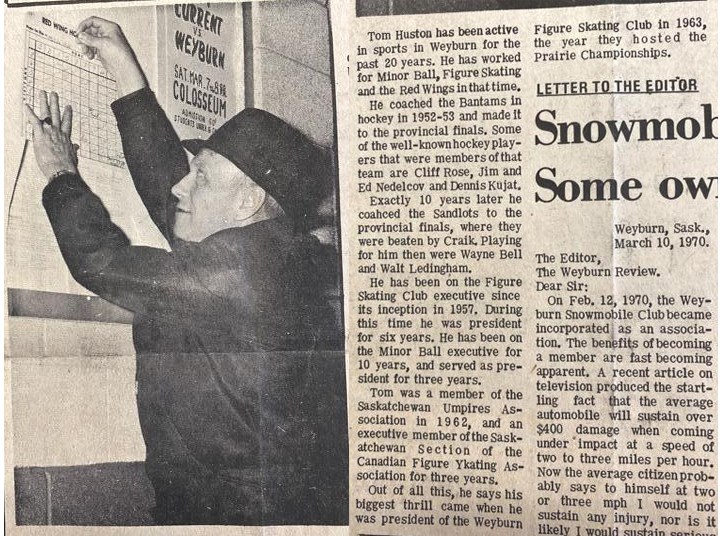 RED WING HO
CURRENT
VS
WEYBURN
SAT. MAR. 7
COLOSSEUM
ADMISSION
STUDENTS UNDER
Tom Huston has been active
in sports in Weyburn for the
past 20 years. He has worked
for Minor Ball, Figure Skating
and the Red Wings in that time.
He coached the Bantams in
hockey in 1952-53 and made it
to the provincial finals. Some
of the well-known hockey play-
ers that were members of that
team are Cliff Rose, Jim and
Ed Nedelcov and Dennis Kujat.
Exactly 10 years later he
coahced the Sandlots to the
provincial finals, where they
were beaten by Craik. Playing
for him then were Wayne Bell
and Walt Ledingham.
He has been on the Figure
Skating Club executive since
its inception in 1957. During
this time he was president
for six years. He has been on
the Minor Ball executive for
10 years, and served as pre-
sident for three years.
Tom was a member of the
Saskatchewan Umpires As-
sociation in 1962, and an
executive member of the Sask-
atchewan Section of the
Canadian Figure Ykating As-
sociation for three years.
Out of all this, he says his
biggest thrill came when he
was president of the Weyburn
Figure Skating Club in 1963,
the year they hosted the
Prairie Championships.
LETTER TO THE EDITOR
Snowmob
Some ow
Weyburn, Sask.,
March 10, 1970.
The Editor,
The Weyburn Review.
Dear Sir:
On Feb. 12, 1970, the Wey-
burn Snowmobile Club became
incorporated as an associa-
tion. The benefits of becoming
a member are fast becoming
apparent. A recent article on
television produced the start-
ling fact that the average
automobile will sustain over
$400 damage when coming
under impact at a speed of
two to three miles per hour.
Now the average citizen prob-
ably says to himself at two
or three mph I would not
sustain any injury, nor is it
likely I would sustain serious